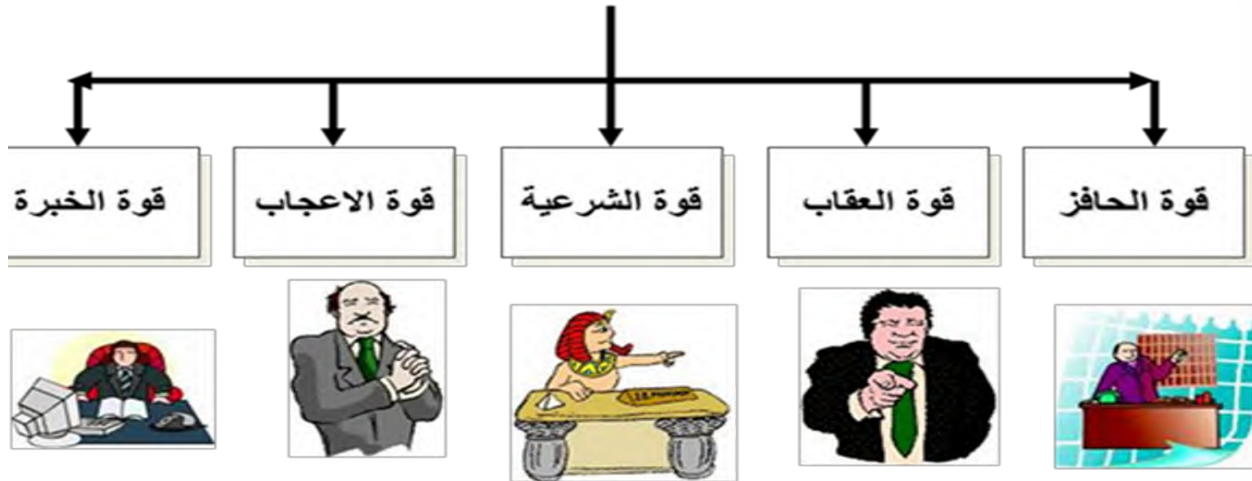 قوة الحافز
قوة العقاب
قوة الشرعية
قوة الاعجاب
قوة الخبرة